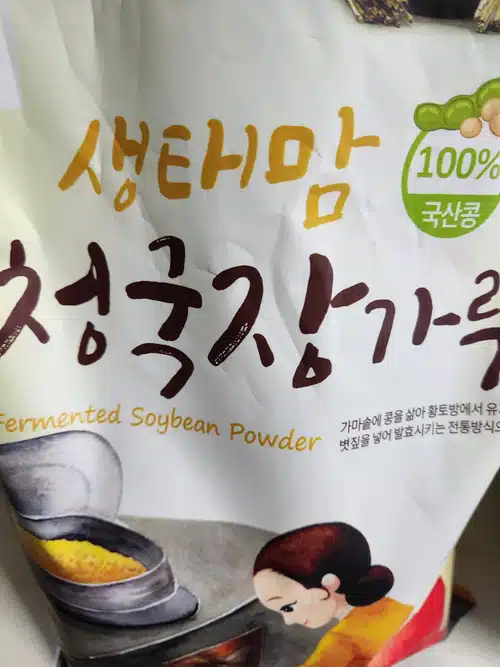 생태맘
100%
국산콩
청국장가루
Fermented Soybean Powder
가마솥에 콩을 삶아 황토방에서
볏짚을 넣어 발효시키는 전통방식으